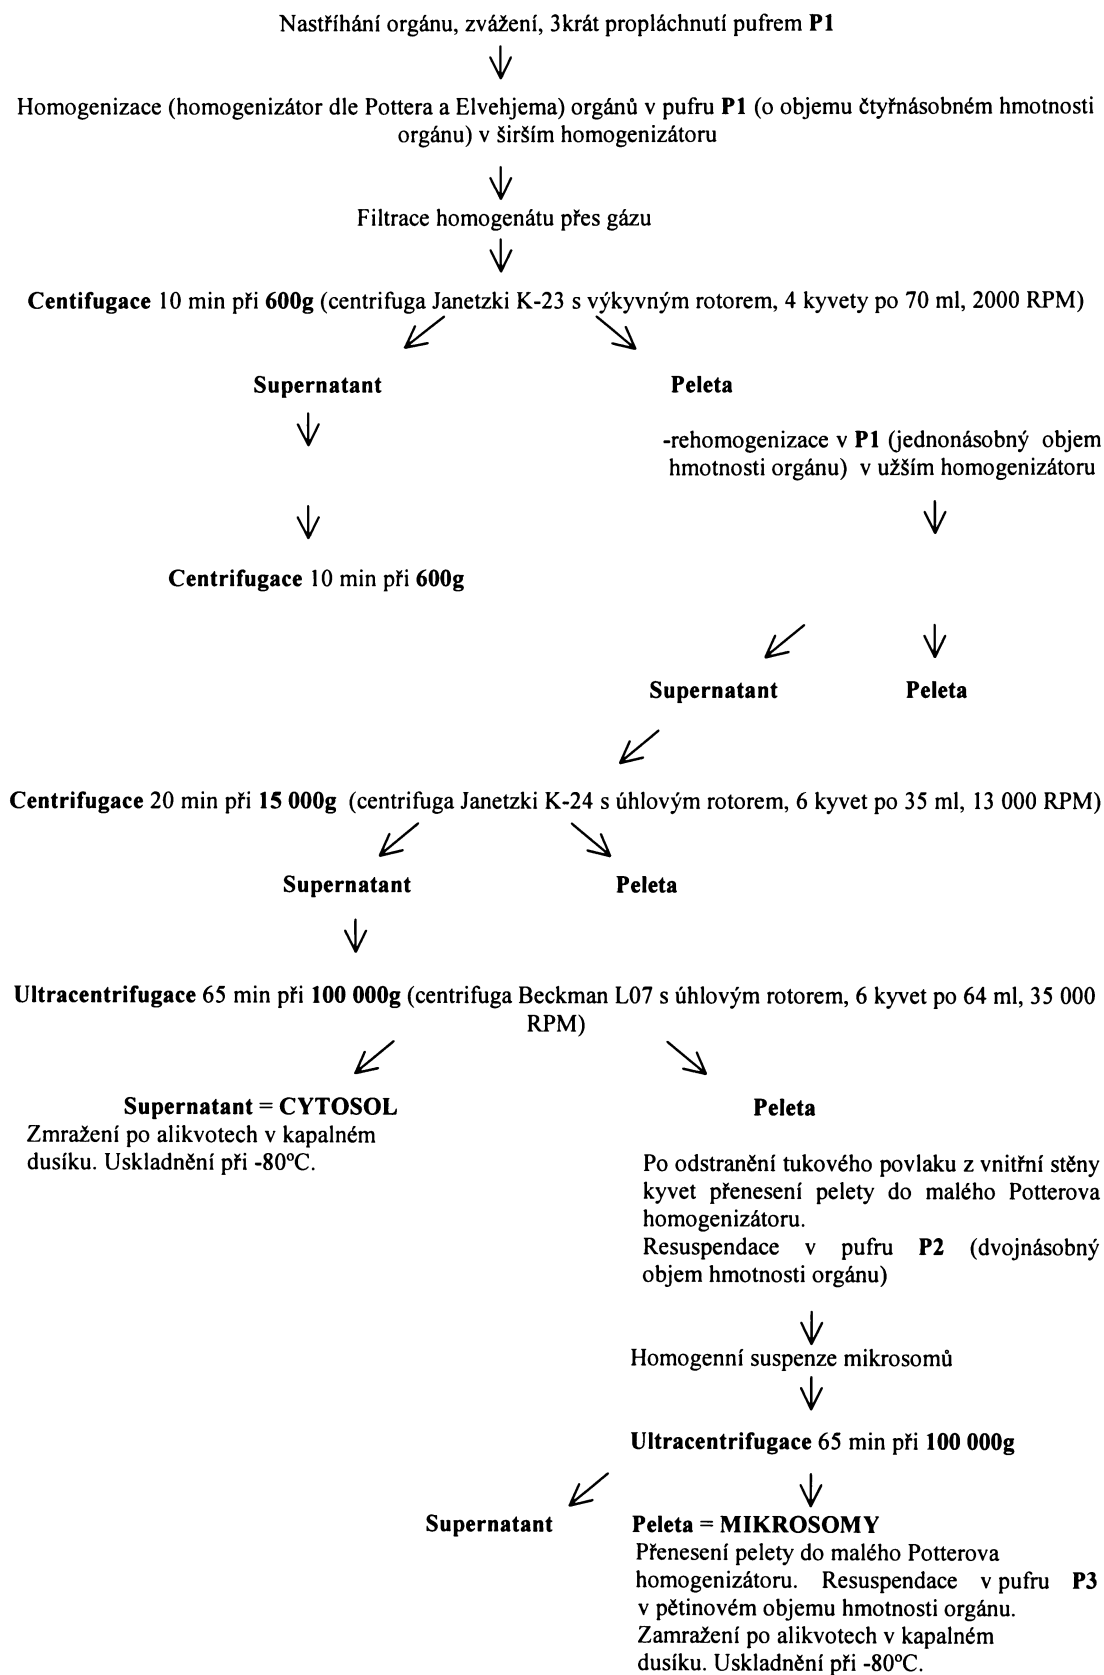 Nastříhání orgánu, zvážení, 3krát propláchnutí pufrem P1
Homogenizace (homogenizátor dle Pottera a Elvehjema) orgánů v pufru P1 (o objemu čtyřnásobném hmotnosti
orgánu) v širším homogenizátoru
Filtrace homogenátu přes gázu
Centifugace 10 min při 600g (centrifuga Janetzki K-23 s výkyvným rotorem, 4 kyvety po 70 ml, 2000 RPM)
Supernatant
Peleta
-rehomogenizace v P1 (jednonásobný objem
hmotnosti orgánu) v užším homogenizátoru
Centrifugace 10 min při 600g
Supernatant
Peleta
Centrifugace 20 min při 15 000g (centrifuga Janetzki K-24 s úhlovým rotorem, 6 kyvet po 35 ml, 13 000 RPM)
Supernatant
Peleta
Ultracentrifugace 65 min při 100 000g (centrifuga Beckman L07 s úhlovým rotorem, 6 kyvet po 64 ml, 35 000
RPM)
Supernatant = CYTOSOL
Zmražení po alikvotech v kapalném
dusíku. Uskladnění při -80ºC.
Peleta
Po odstranění tukového povlaku z vnitřní stěny
kyvet přenesení pelety do malého Potterova
homogenizátoru.
Resuspendace v pufru P2 (dvojnásobný
objem hmotnosti orgánu)
Homogenní suspenze mikrosomů
Ultracentrifugace 65 min při 100 000g
Supernatant
Peleta = MIKROSOMY
Přenesení pelety do malého Potterova
homogenizátoru. Resuspendace v pufru P3
v pětinovém objemu hmotnosti orgánu.
Zamražení po alikvotech v kapalném
dusíku. Uskladnění při -80ºC.